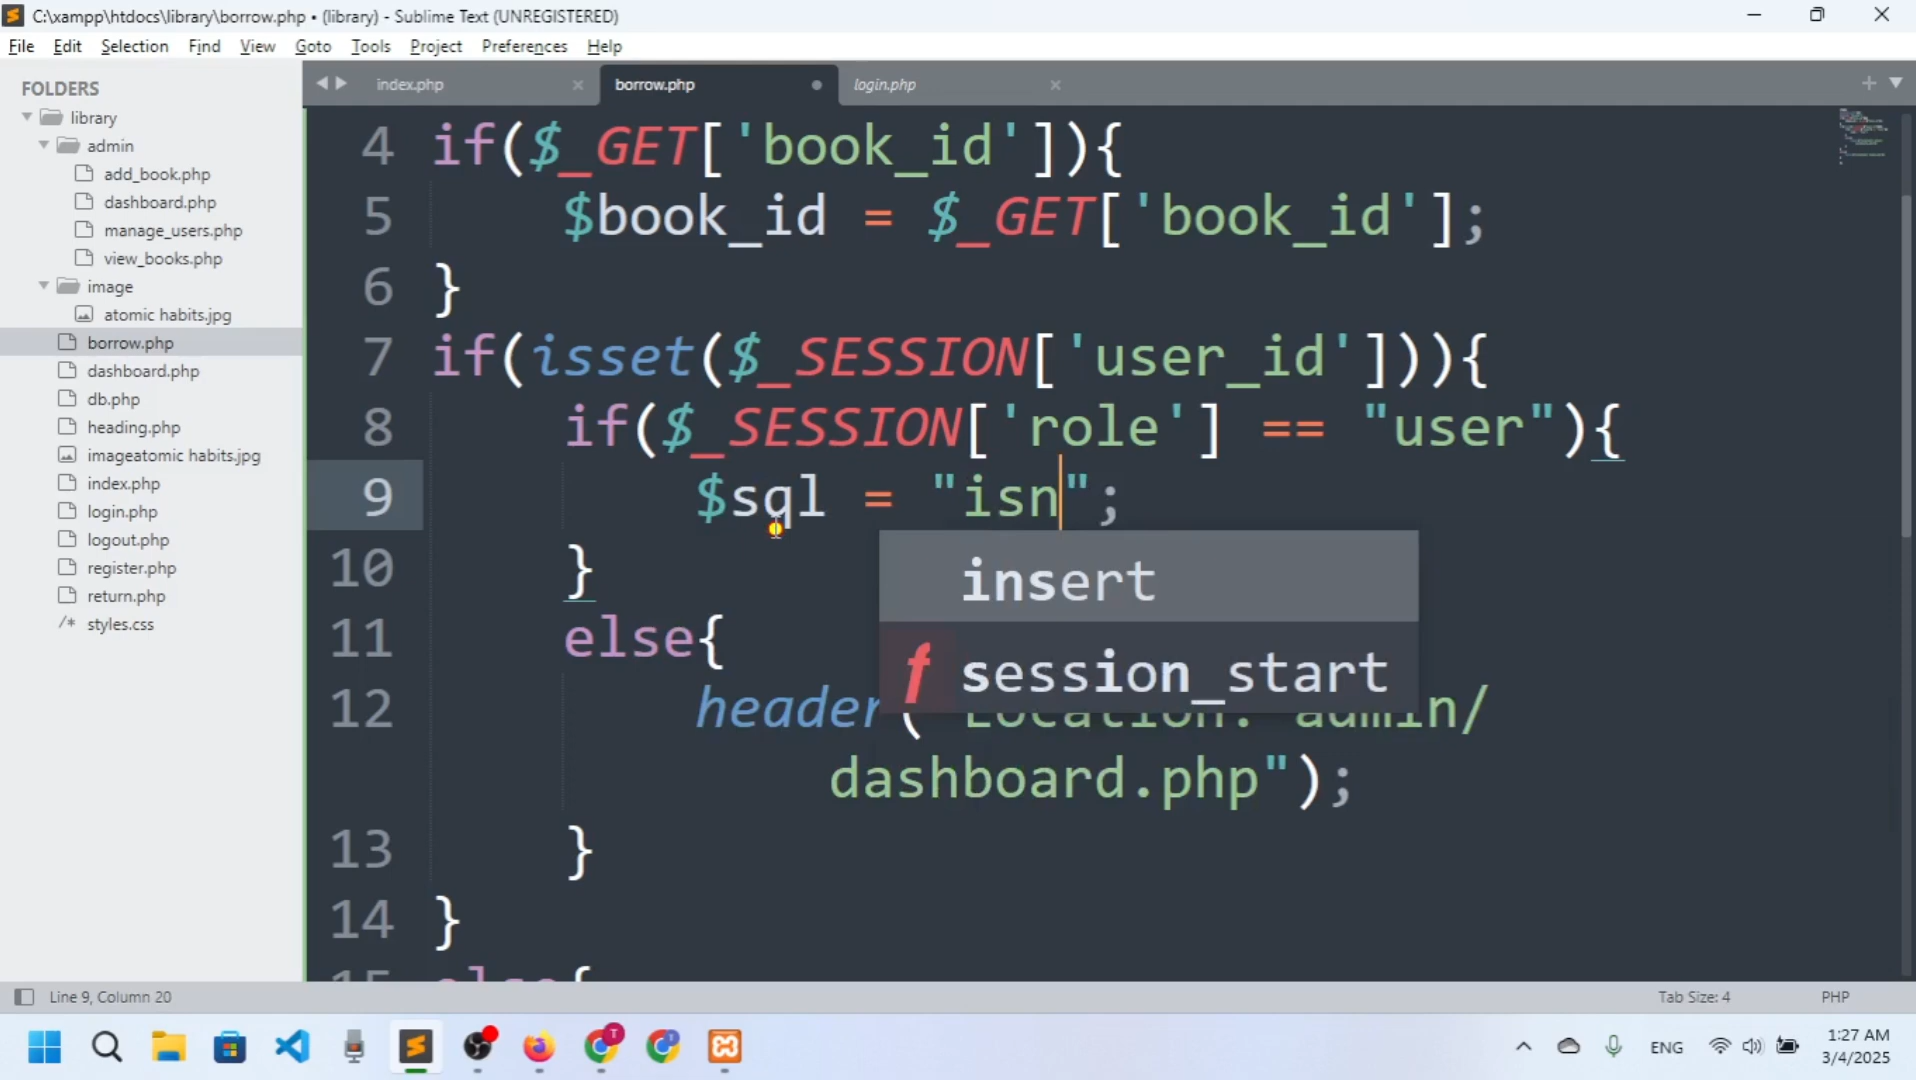 C:\xampp\htdocs\library\borrow.php • (library) - Sublime Text (UNREGISTERED)
File Edit Selection Find View Goto Tools Project Preferences Help
FOLDERS
library
admin
add_book.php
dashboard.php
manage_users.php
view_books.php
image
atomic habits.jpg
borrow.php
dashboard.php
db.php
heading.php
imageatomic habits.jpg
index.php
login.php
logout.php
register.php
return.php
/* styles.css
index.php borrow.php login.php
4 if($_GET['book_id']){
5 $book_id = $_GET['book_id'];
6 }
7 if(isset($_SESSION['user_id'])){
8 if($_SESSION['role'] == "user"){
9 $sql = "isn";
insert
f session_start
10 }
11 else{
12 header("Location: admin/
dashboard.php");
13 }
14 }
15 else{
Line 9, Column 20 Tab Size: 4 PHP
ENG
1:27 AM
3/4/2025